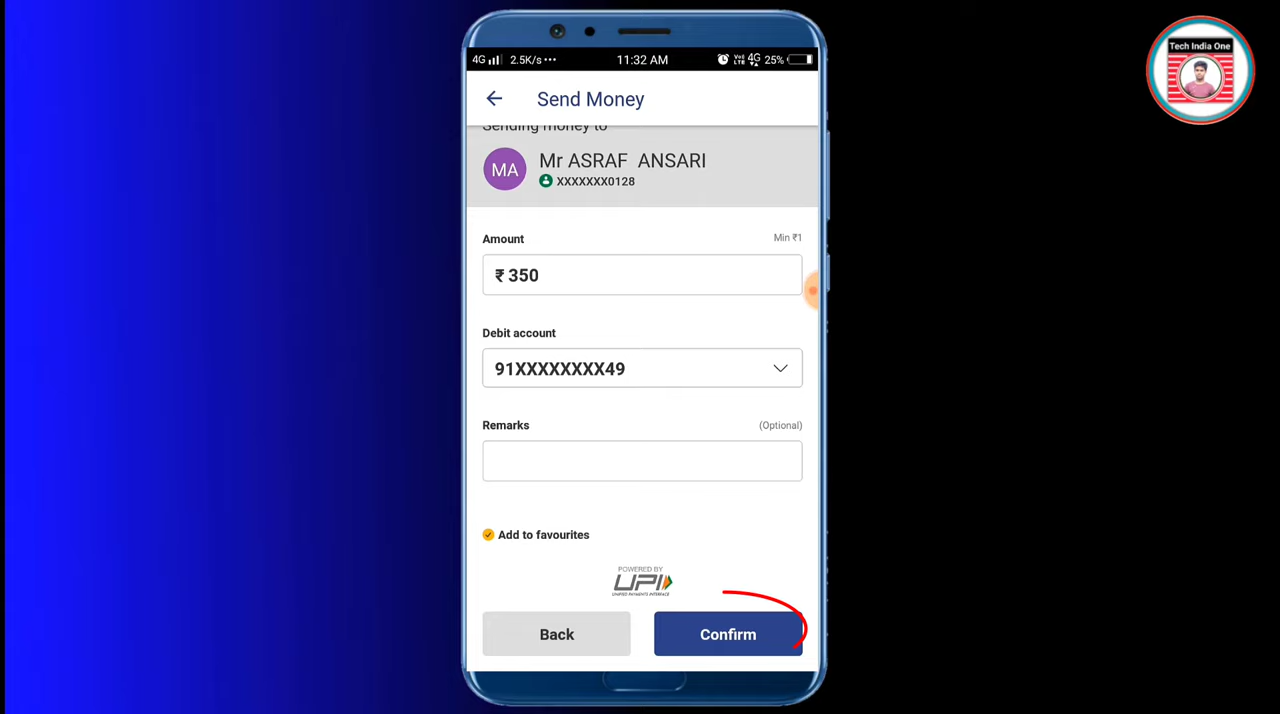 Tech India One
4G 2.5K/s ••• 11:32 AM VoLTE 4G 25%
Send Money
Sending money to
MA
Mr ASRAF ANSARI
XXXXXXX0128
Amount Min ₹1
₹ 350
Debit account
91XXXXXXXX49
Remarks (Optional)
Add to favourites
POWERED BY
UPI
UNIFIED PAYMENTS INTERFACE
Back Confirm